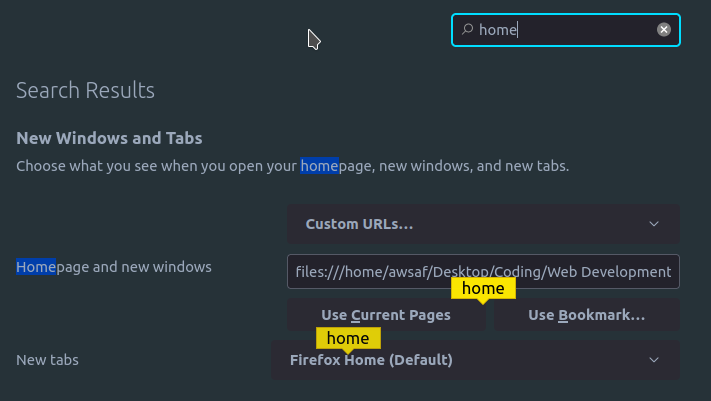 home
Search Results
New Windows and Tabs
Choose what you see when you open your homepage, new windows, and new tabs.
Custom URLs...
Homepage and new windows
files:///home/awsaf/Desktop/Coding/Web Development
home
Use Current Pages
Use Bookmark...
home
New tabs
Firefox Home (Default)